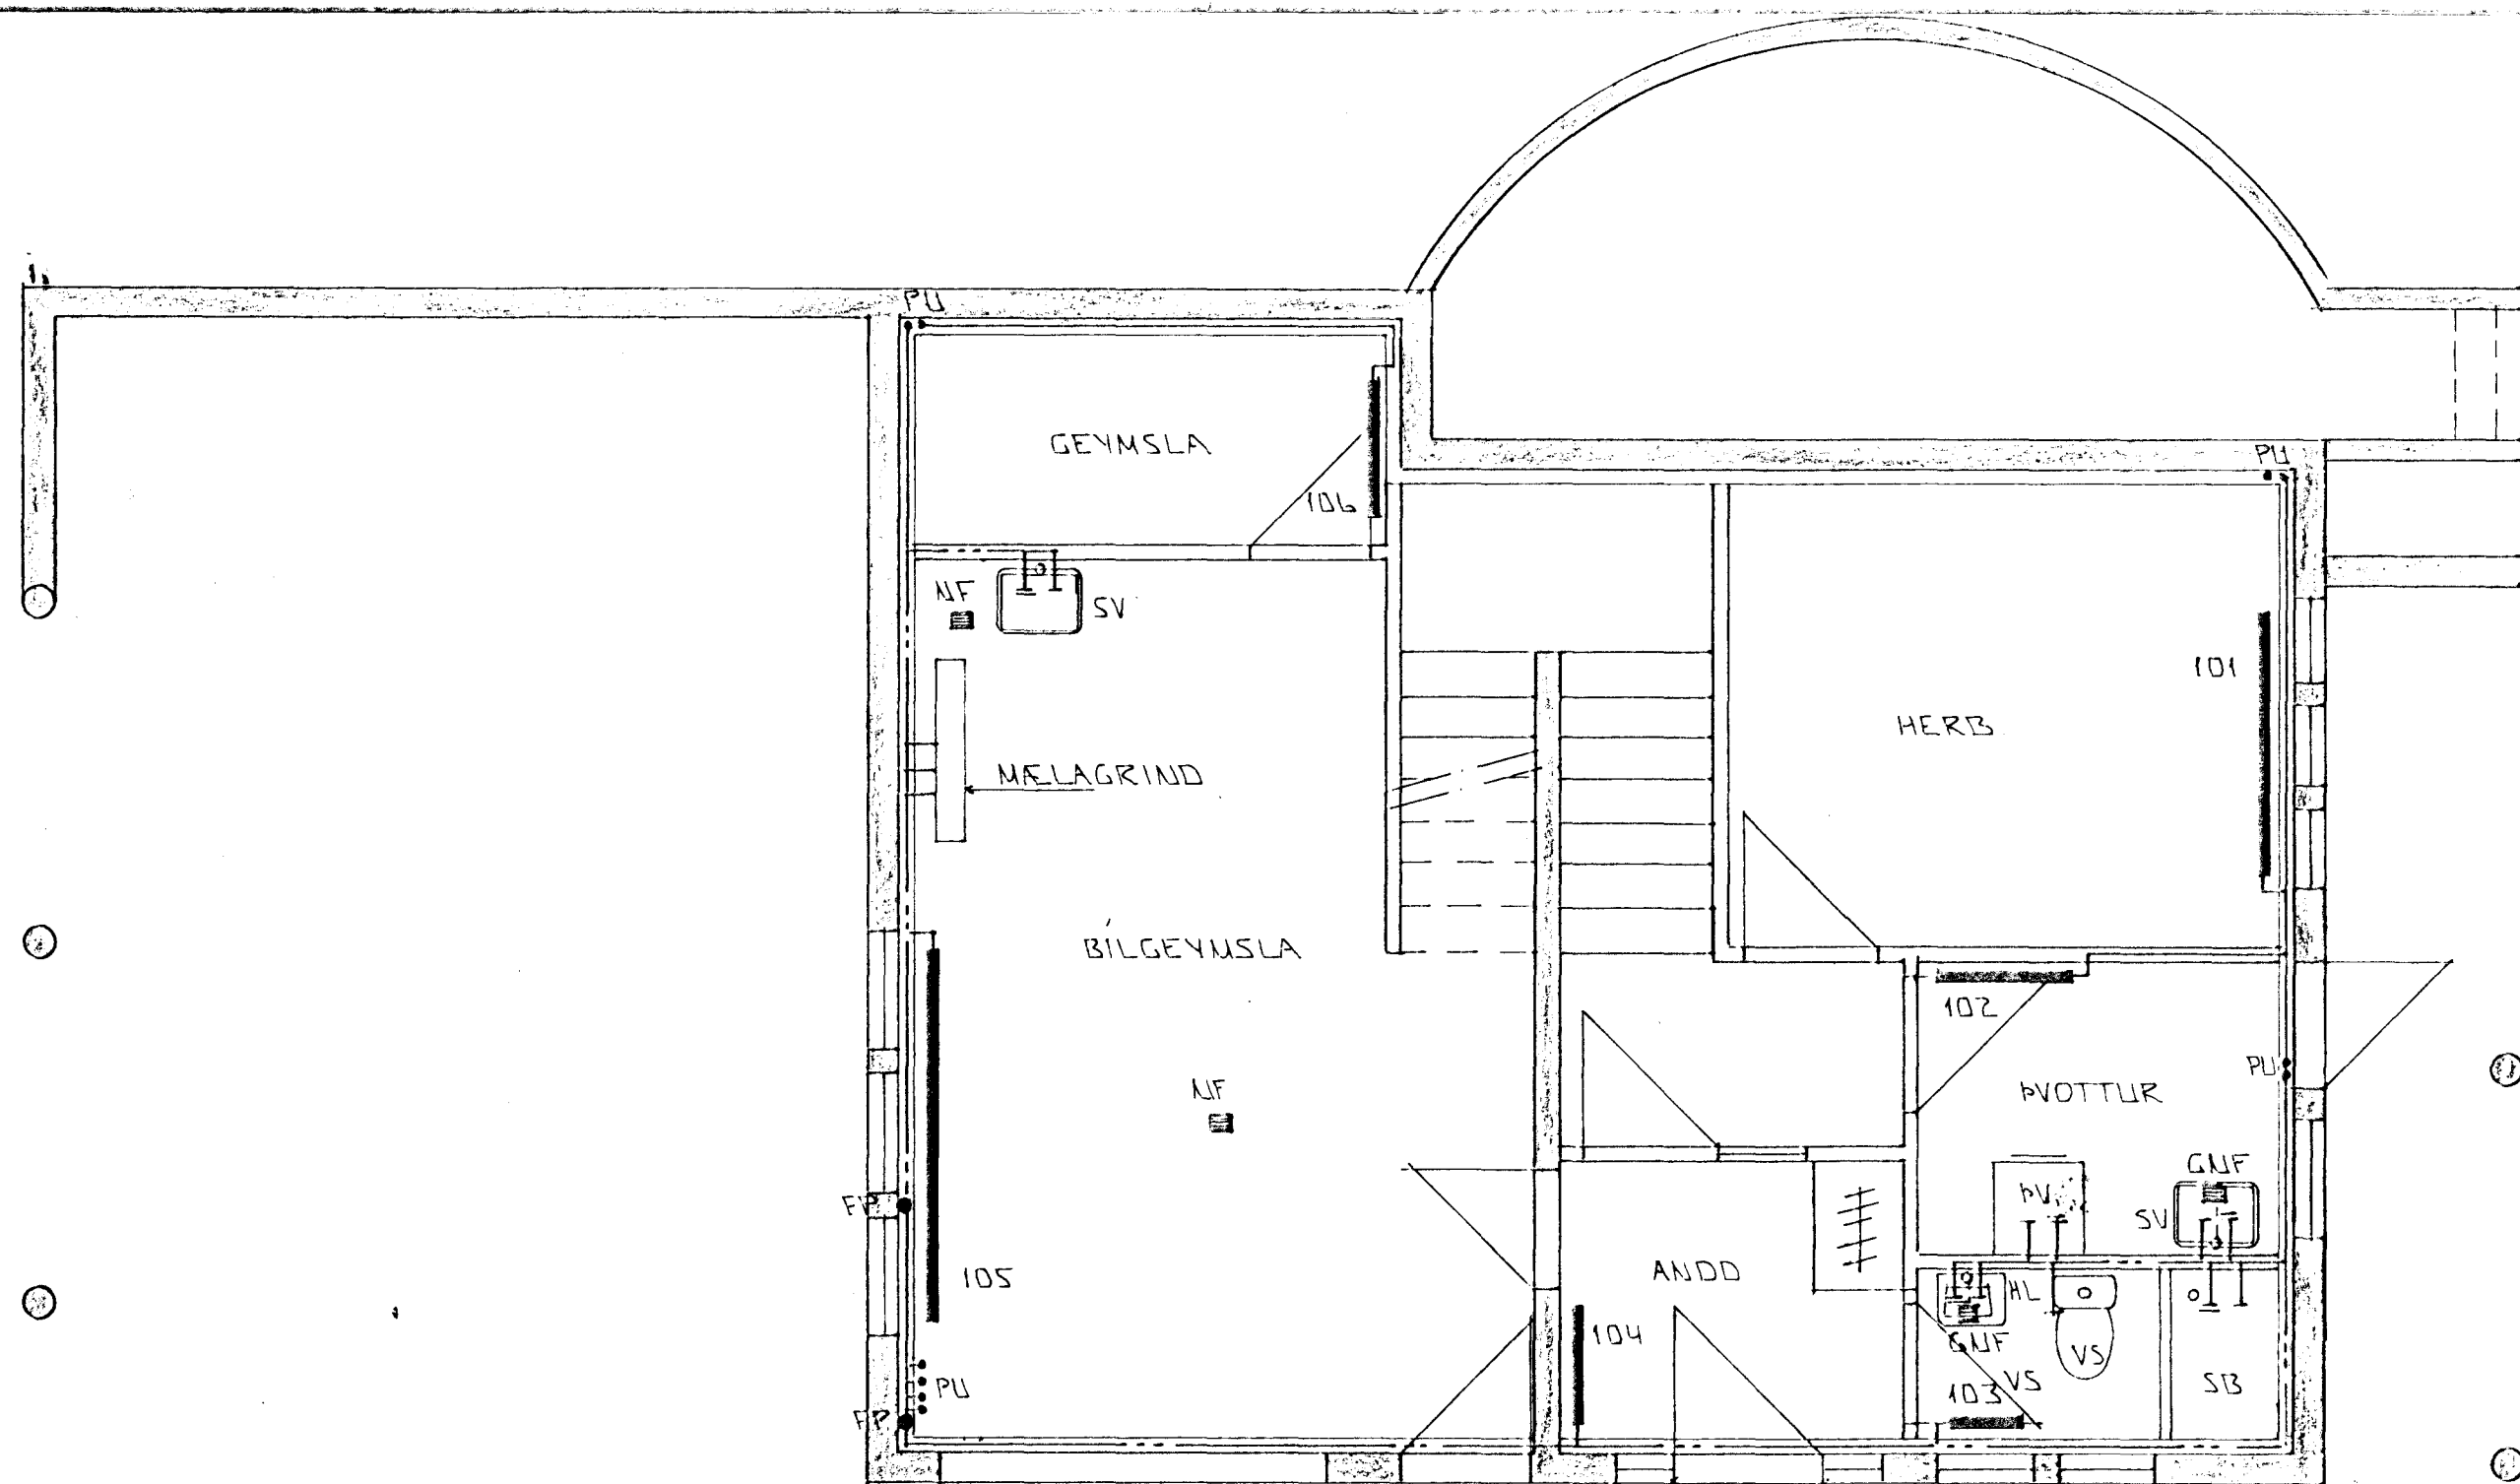 PU
GEYMSLA
PU
106
NF
SV
101
HERB
MÆLAGRIND
BÍLGEYMSLA
102
PU
NF
ÞVOTTUR
GNF
ÞV
SV
FP
105
ANDD
HL
104
GNF
VS
VS
103
SB
PU
FP